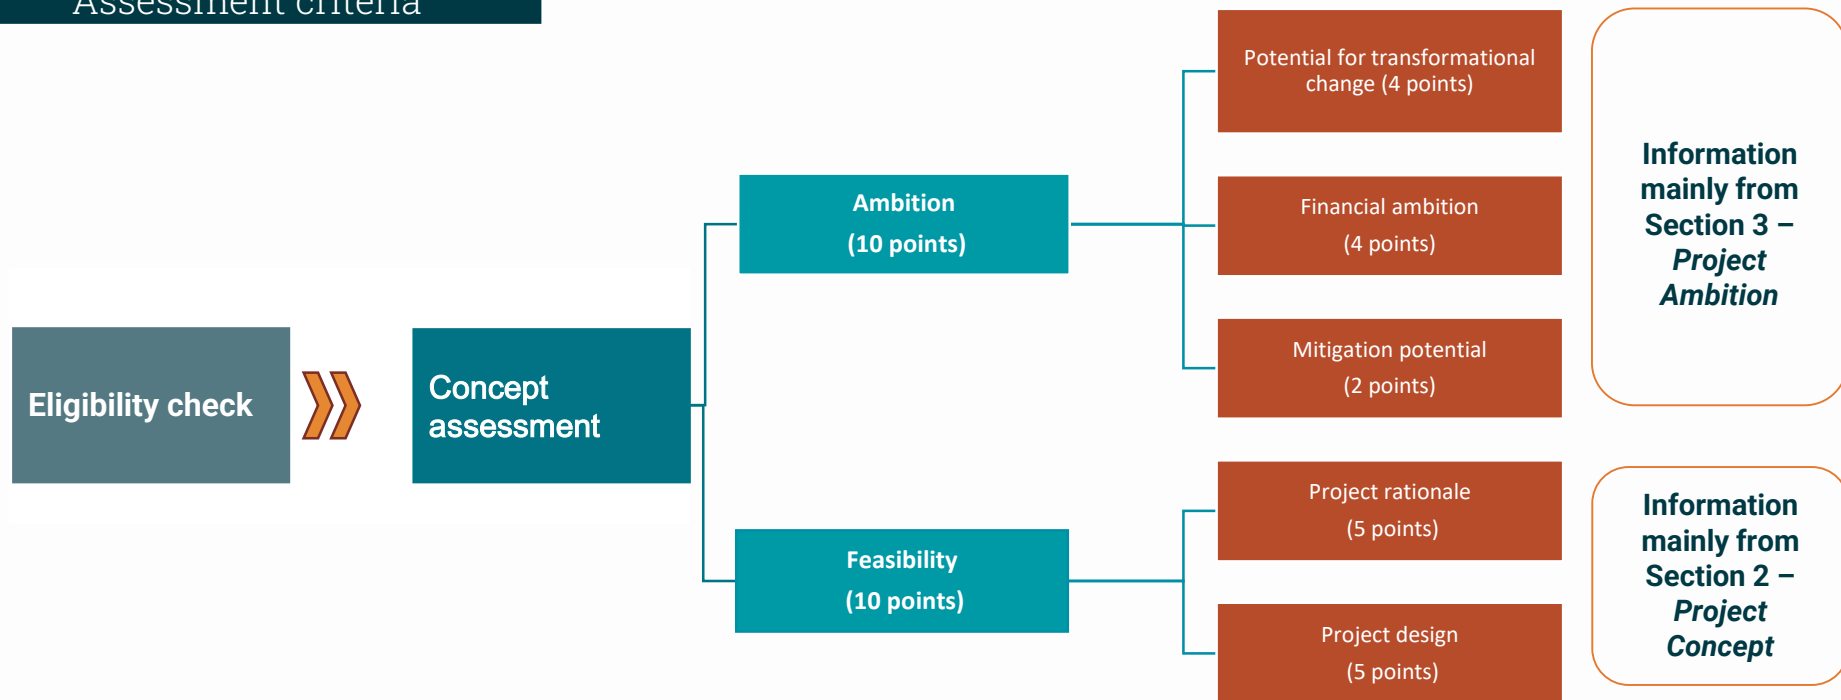 Assessment criteria
Eligibility check
Concept
assessment
Ambition
(10 points)
Feasibility
(10 points)
Potential for transformational
change (4 points)
Financial ambition
(4 points)
Mitigation potential
(2 points)
Project rationale
(5 points)
Project design
(5 points)
Information
mainly from
Section 3 –
Project
Ambition
Information
mainly from
Section 2 –
Project
Concept